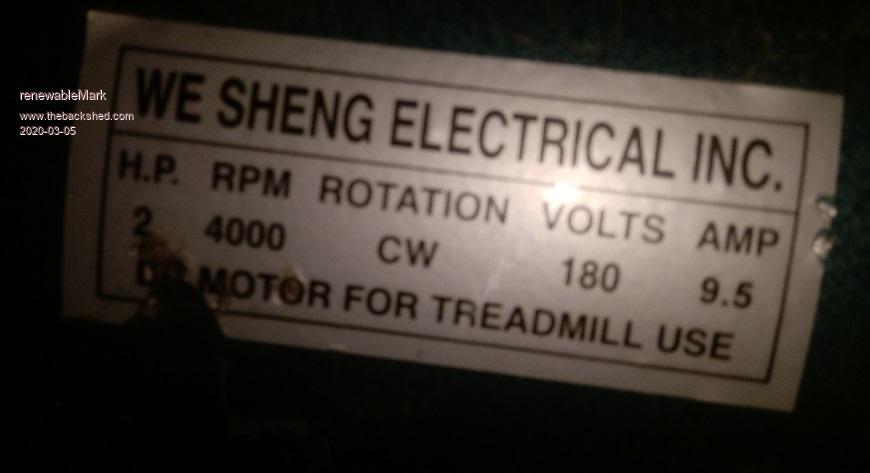 renewableMark
www.thebackshed.com
2020-03-05
WE SHENG ELECTRICAL INC.
H.P. RPM ROTATION VOLTS AMP
2 4000 CW 180 9.5
DC MOTOR FOR TREADMILL USE